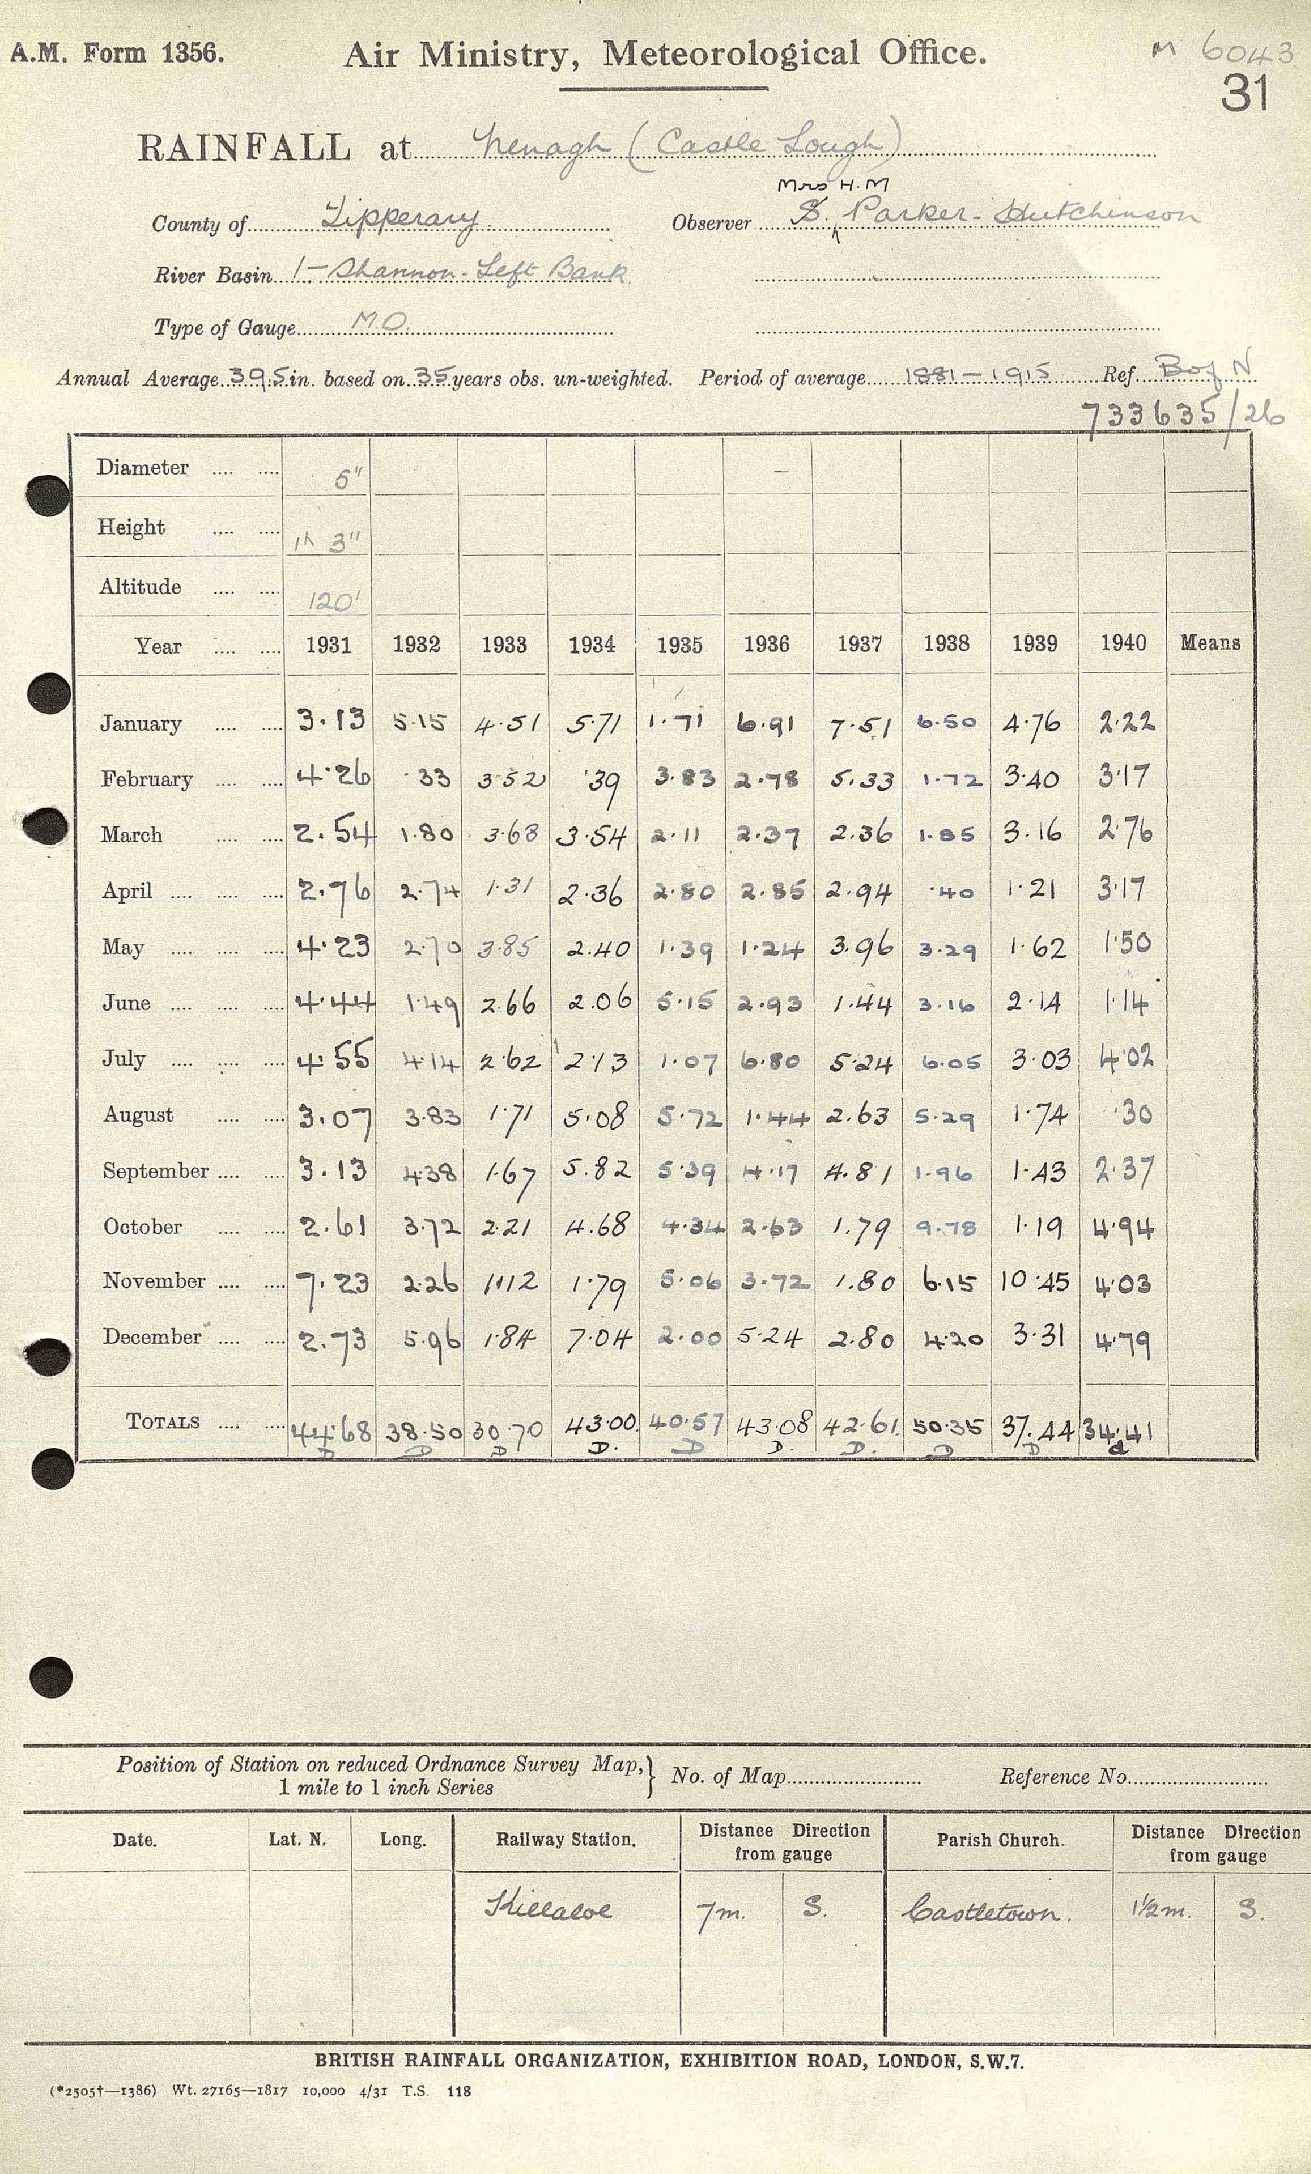 A.M. Form 1356. Air Ministry, Meteorological Office. M 6043
31
RAINFALL at Nenagh (Castle Lough)
Mrs H.M
County of Tipperary. Observer S. Parker-Hutchinson
River Basin 1- Shannon-Left Bank
Type of Gauge M.O.
Annual Average 39.5 in. based on 35 years obs. un-weighted. Period of average 1881-1915 Ref. Bog N
733635/26
Diameter .... .... 5"
Height .... .... 1ft 3"
Altitude .... .... 120'
Year .... .... 1931 1932 1933 1934 1935 1936 1937 1938 1939 1940 Means
January .... .... 3.13 5.15 4.51 5.71 1.71 6.91 7.51 6.50 4.76 2.22
February .... .... 4.26 .33 3.52 .39 3.83 2.78 5.33 1.72 3.40 3.17
March .... .... 2.54 1.80 3.68 3.54 2.11 2.37 2.36 1.85 3.16 2.76
April .... .... .... 2.76 2.74 1.31 2.36 2.80 2.85 2.94 .40 1.21 3.17
May .... .... .... 4.23 2.70 3.85 2.40 1.39 1.24 3.96 3.29 1.62 1.50
June .... .... .... 4.44 1.49 2.66 2.06 5.15 2.93 1.44 3.16 2.14 1.14
July .... .... .... 4.55 4.14 2.62 2.13 1.07 6.80 5.24 6.05 3.03 4.02
August .... .... 3.07 3.83 1.71 5.08 5.72 1.44 2.63 5.29 1.74 .30
September .... .... 3.13 4.38 1.67 5.82 5.39 4.17 4.81 1.96 1.43 2.37
October .... .... 2.61 3.72 2.21 4.68 4.34 2.63 1.79 9.78 1.19 4.94
November .... .... 7.23 2.26 1.12 1.79 5.06 3.72 1.80 6.15 10.45 4.03
December .... .... 2.73 5.96 1.84 7.04 2.00 5.24 2.80 4.20 3.31 4.79
TOTALS .... .... 44.68 38.50 30.70 43.00. 40.57 43.08 42.61. 50.35 37.44 34.41
D D D D. D D. D. D D d
Position of Station on reduced Ordnance Survey Map,} No. of Map Reference No.
1 mile to 1 inch Series
Date. Lat. N. Long. Railway Station. Distance Direction from gauge Parish Church. Distance Direction from gauge
Killaloe 7m. S. Castletown. 1½m. S.
BRITISH RAINFALL ORGANIZATION, EXHIBITION ROAD, LONDON, S.W.7.
(*2505†—1386) Wt. 27165—1817 10,000 4/31 T.S. 118